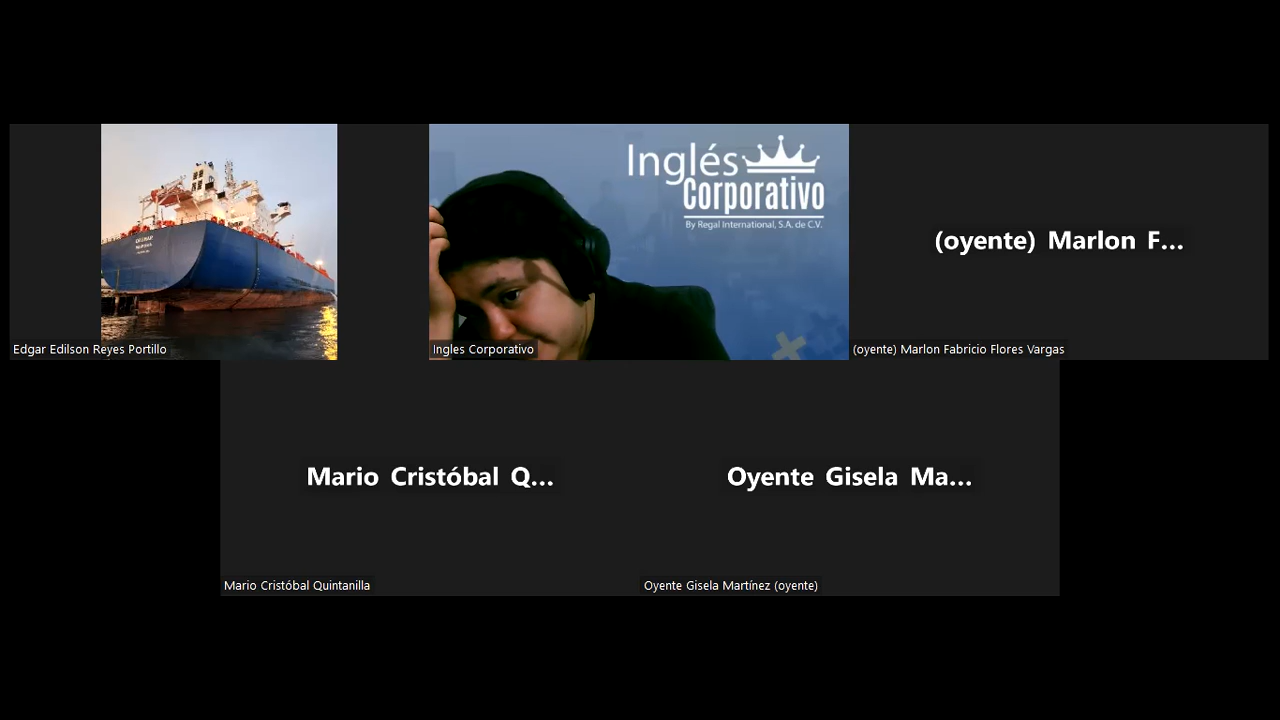 Inglés
Corporativo
By Regal International, S.A. de C.V.
(oyente) Marlon F...
Edgar Edilson Reyes Portillo
Ingles Corporativo
(oyente) Marlon Fabricio Flores Vargas
Mario Cristóbal Q...
Oyente Gisela Ma...
Mario Cristóbal Quintanilla
Oyente Gisela Martínez (oyente)